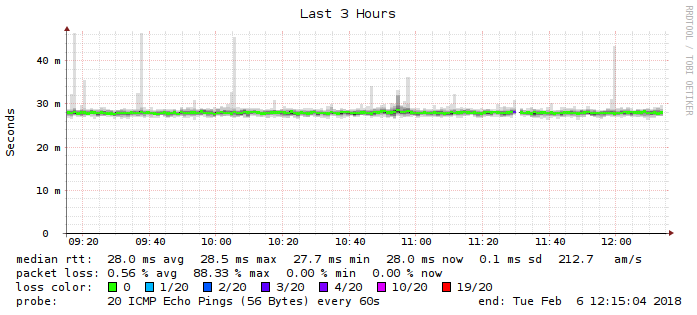 Last 3 Hours
RRDTOOL / TOBI OETIKER
Seconds
40 m
30 m
20 m
10 m
0
09:20 09:40 10:00 10:20 10:40 11:00 11:20 11:40 12:00
median rtt: 28.0 ms avg 28.5 ms max 27.7 ms min 28.0 ms now 0.1 ms sd 212.7 am/s
packet loss: 0.56 % avg 88.33 % max 0.00 % min 0.00 % now
loss color: 0 1/20 2/20 3/20 4/20 10/20 19/20
probe: 20 ICMP Echo Pings (56 Bytes) every 60s end: Tue Feb 6 12:15:04 2018